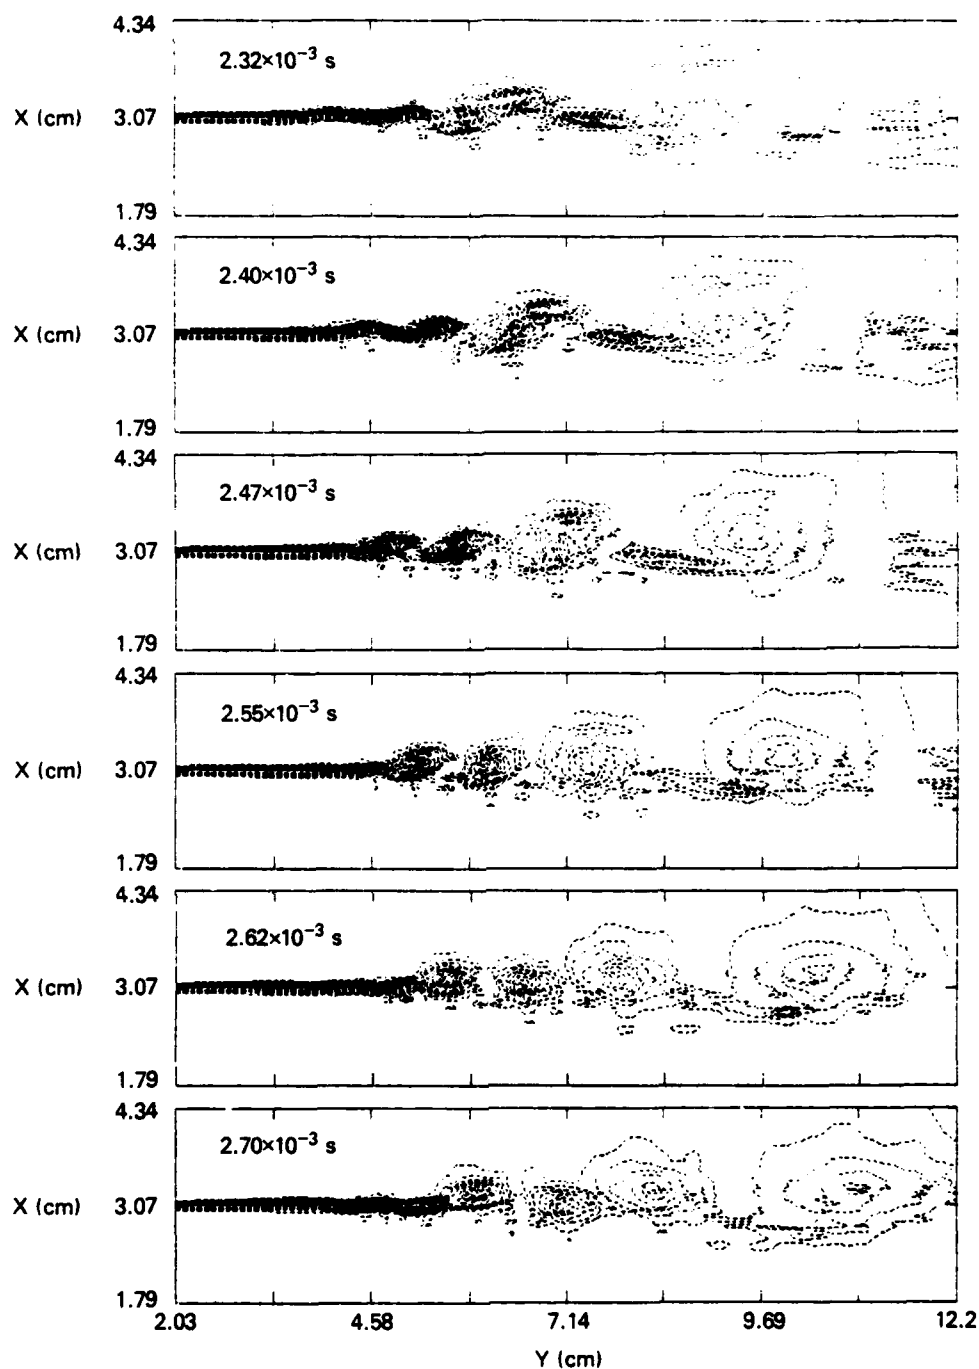 4.34
2.32×10⁻³ s
X (cm) 3.07
1.79
4.34
2.40×10⁻³ s
X (cm) 3.07
1.79
4.34
2.47×10⁻³ s
X (cm) 3.07
1.79
4.34
2.55×10⁻³ s
X (cm) 3.07
1.79
4.34
2.62×10⁻³ s
X (cm) 3.07
1.79
4.34
2.70×10⁻³ s
X (cm) 3.07
1.79
2.03 4.58 7.14 9.69 12.2
Y (cm)